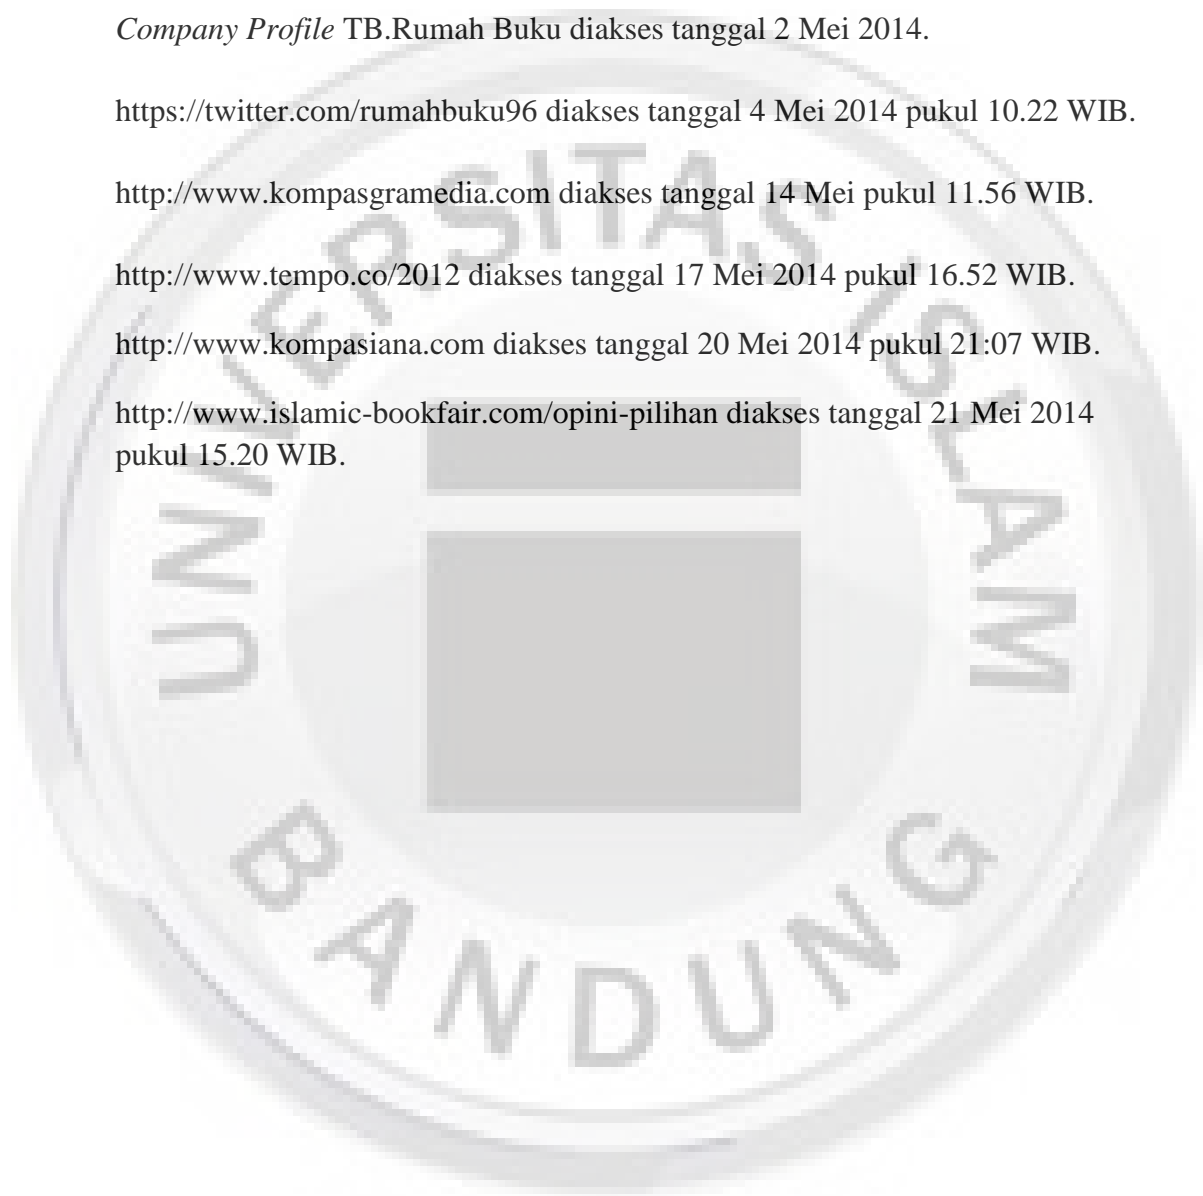 Company Profile TB.Rumah Buku diakses tanggal 2 Mei 2014.
https://twitter.com/rumahbuku96 diakses tanggal 4 Mei 2014 pukul 10.22 WIB.
http://www.kompasgramedia.com diakses tanggal 14 Mei pukul 11.56 WIB.
http://www.tempo.co/2012 diakses tanggal 17 Mei 2014 pukul 16.52 WIB.
http://www.kompasiana.com diakses tanggal 20 Mei 2014 pukul 21:07 WIB.
http://www.islamic-bookfair.com/opini-pilihan diakses tanggal 21 Mei 2014
pukul 15.20 WIB.
UNIVERSITAS ISLAM
BANDUNG